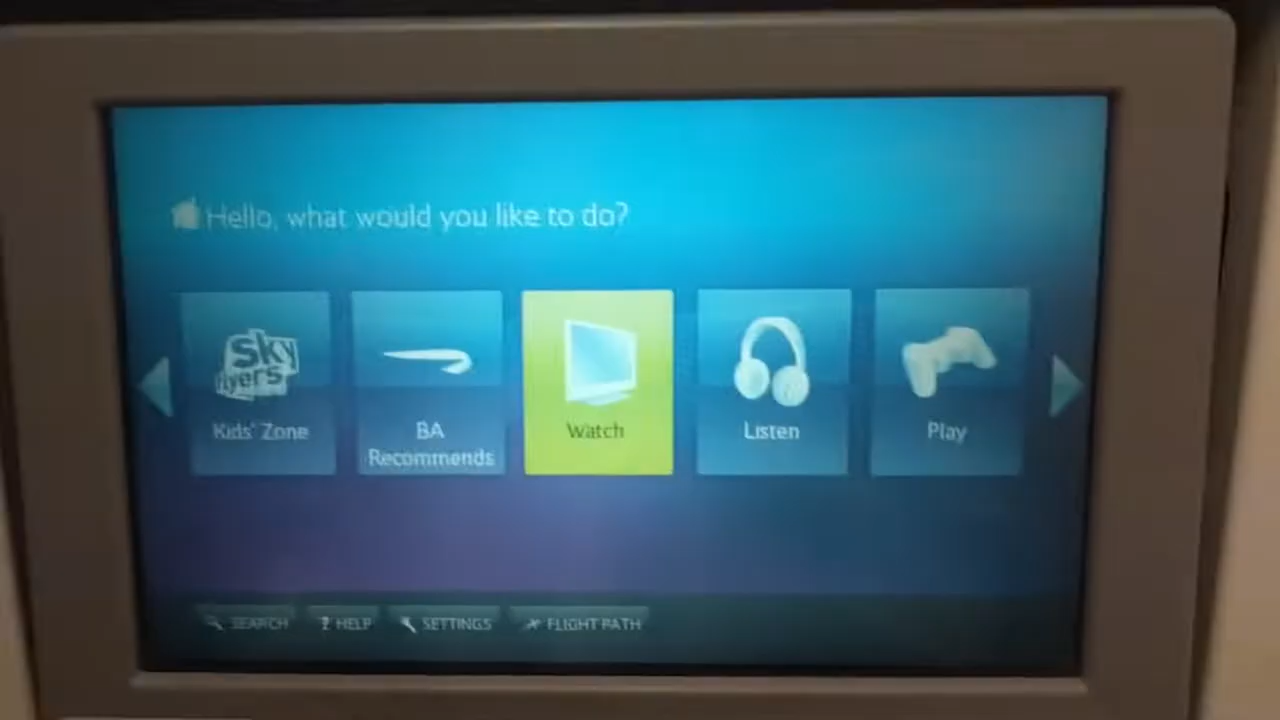 Hello, what would you like to do?
sky
flyers
Kids' Zone
BA
Recommends
Watch
Listen
Play
SEARCH
? HELP
SETTINGS
FLIGHT PATH